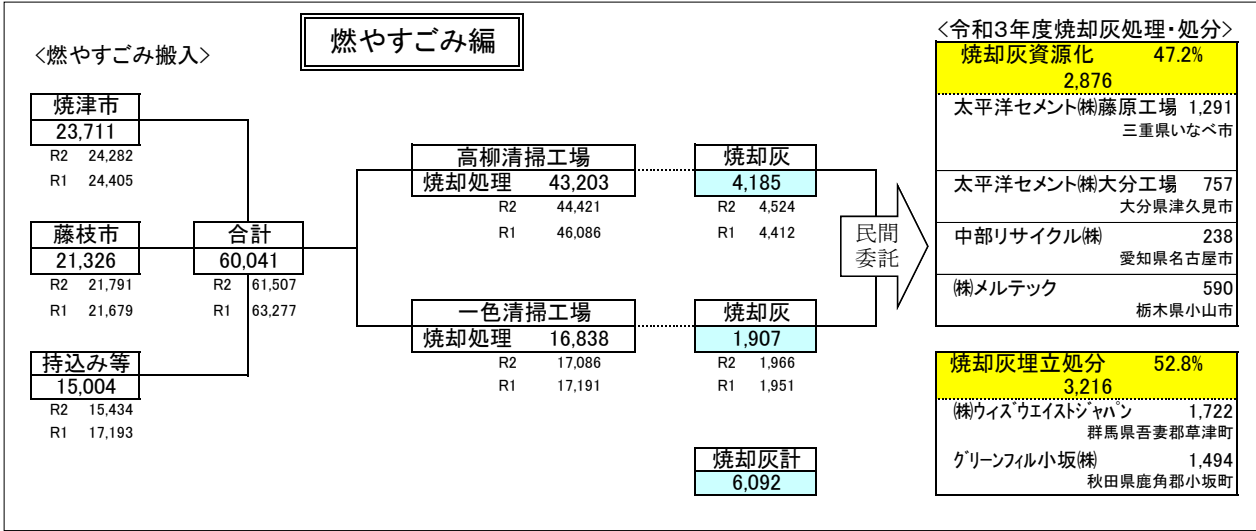 燃やすごみ編
<燃やすごみ搬入>
焼津市
23,711
R2 24,282
R1 24,405
藤枝市
21,326
R2 21,791
R1 21,679
持込み等
15,004
R2 15,434
R1 17,193
合計
60,041
R2 61,507
R1 63,277
高柳清掃工場
焼却処理 43,203
R2 44,421
R1 46,086
一色清掃工場
焼却処理 16,838
R2 17,086
R1 17,191
焼却灰
4,185
R2 4,524
R1 4,412
焼却灰
1,907
R2 1,966
R1 1,951
焼却灰計
6,092
民間
委託
<令和3年度焼却灰処理・処分>
焼却灰資源化 47.2%
2,876
太平洋セメント㈱藤原工場 1,291
三重県いなべ市
太平洋セメント㈱大分工場 757
大分県津久見市
中部リサイクル㈱ 238
愛知県名古屋市
㈱メルテック 590
栃木県小山市
焼却灰埋立処分 52.8%
3,216
㈱ウィズウエイストジャパン 1,722
群馬県吾妻郡草津町
グリーンフィル小坂㈱ 1,494
秋田県鹿角郡小坂町